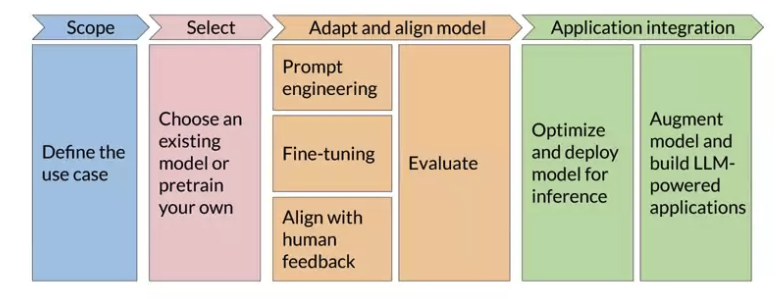 Scope
Select
Adapt and align model
Application integration
Define the
use case
Choose an
existing
model or
pretrain
your own
Prompt
engineering
Fine-tuning
Align with
human
feedback
Evaluate
Optimize
and deploy
model for
inference
Augment
model and
build LLM-
powered
applications